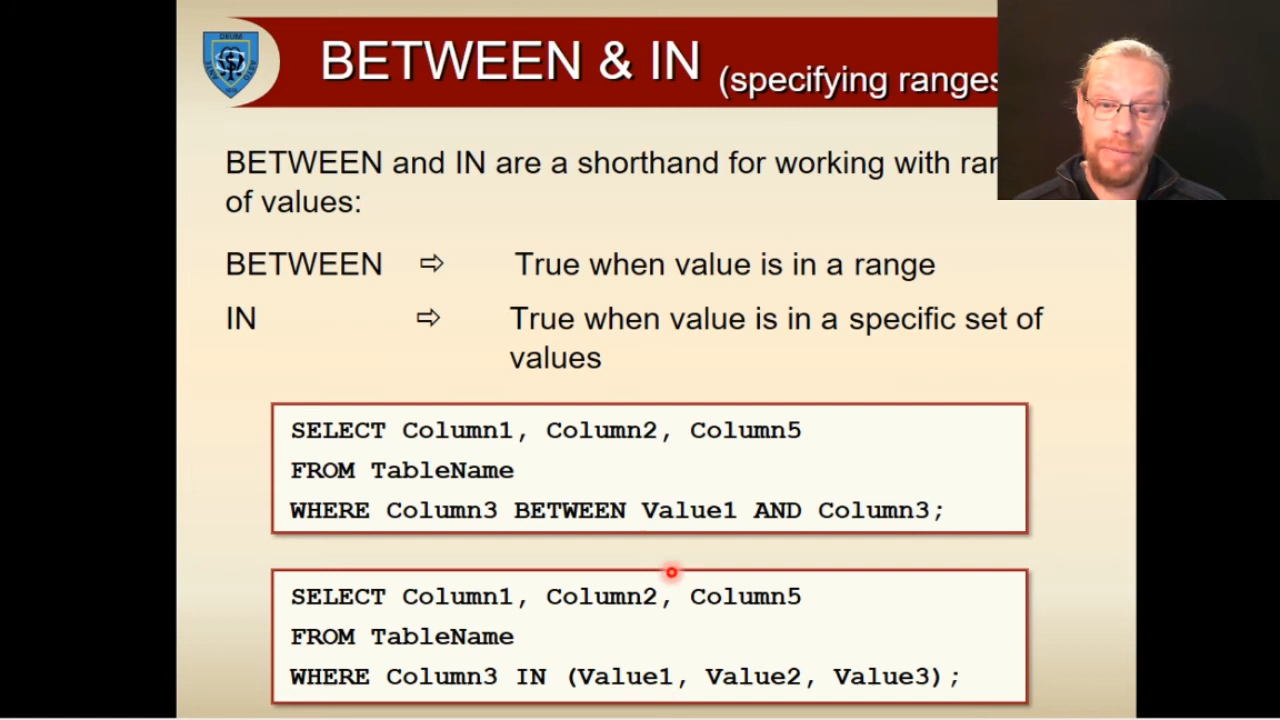 BETWEEN & IN (specifying ranges
BETWEEN and IN are a shorthand for working with ran
of values:
BETWEEN ⇨ True when value is in a range
IN ⇨ True when value is in a specific set of
values
SELECT Column1, Column2, Column5
FROM TableName
WHERE Column3 BETWEEN Value1 AND Column3;
SELECT Column1, Column2, Column5
FROM TableName
WHERE Column3 IN (Value1, Value2, Value3);